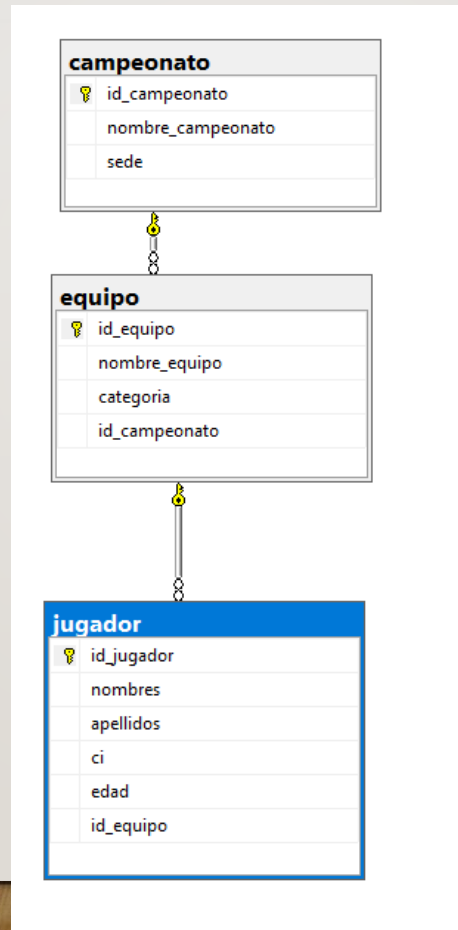 campeonato
id_campeonato
nombre_campeonato
sede
equipo
id_equipo
nombre_equipo
categoria
id_campeonato
jugador
id_jugador
nombres
apellidos
ci
edad
id_equipo